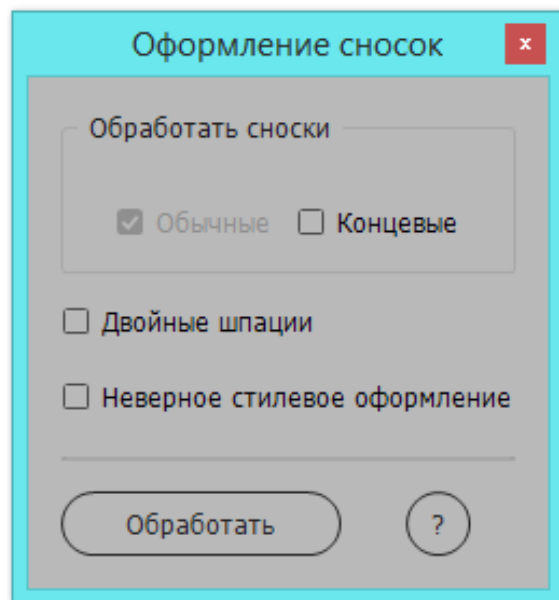 Оформление сносок
x
Обработать сноски
Обычные Концевые
Двойные шпации
Неверное стилевое оформление
Обработать ?